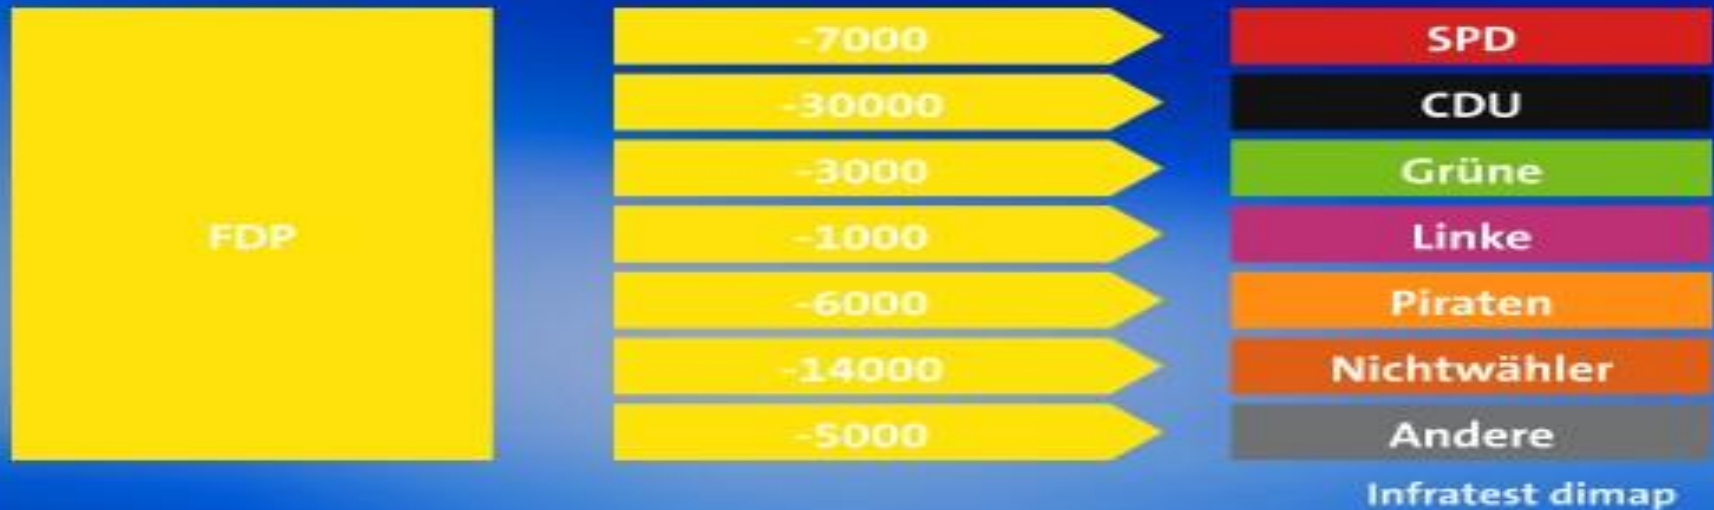 FDP
-7000 SPD
-30000 CDU
-3000 Grüne
-1000 Linke
-6000 Piraten
-14000 Nichtwähler
-5000 Andere
Infratest dimap